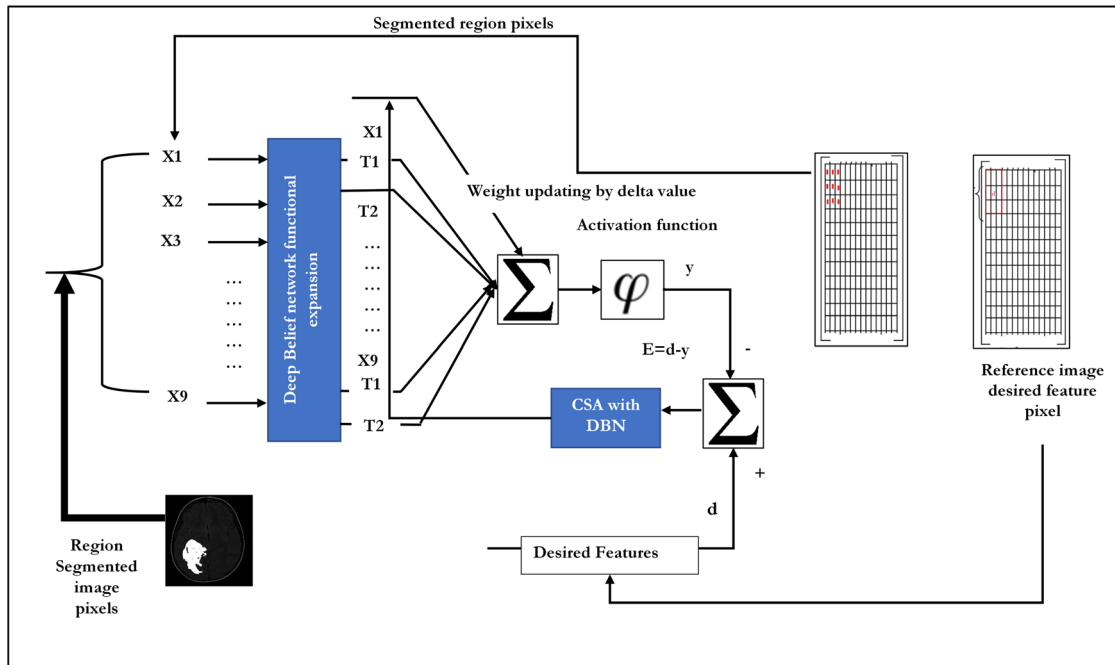 Segmented region pixels
X1
X2
X3
…
…
…
…
X9
Deep Belief network functional
expansion
X1
T1
T2
…
…
…
…
X9
T1
T2
Weight updating by delta value
Activation function
Σ
φ
y
E=d-y
-
CSA with
DBN
Σ
+
d
Desired Features
Reference image
desired feature
pixel
Region
Segmented
image
pixels